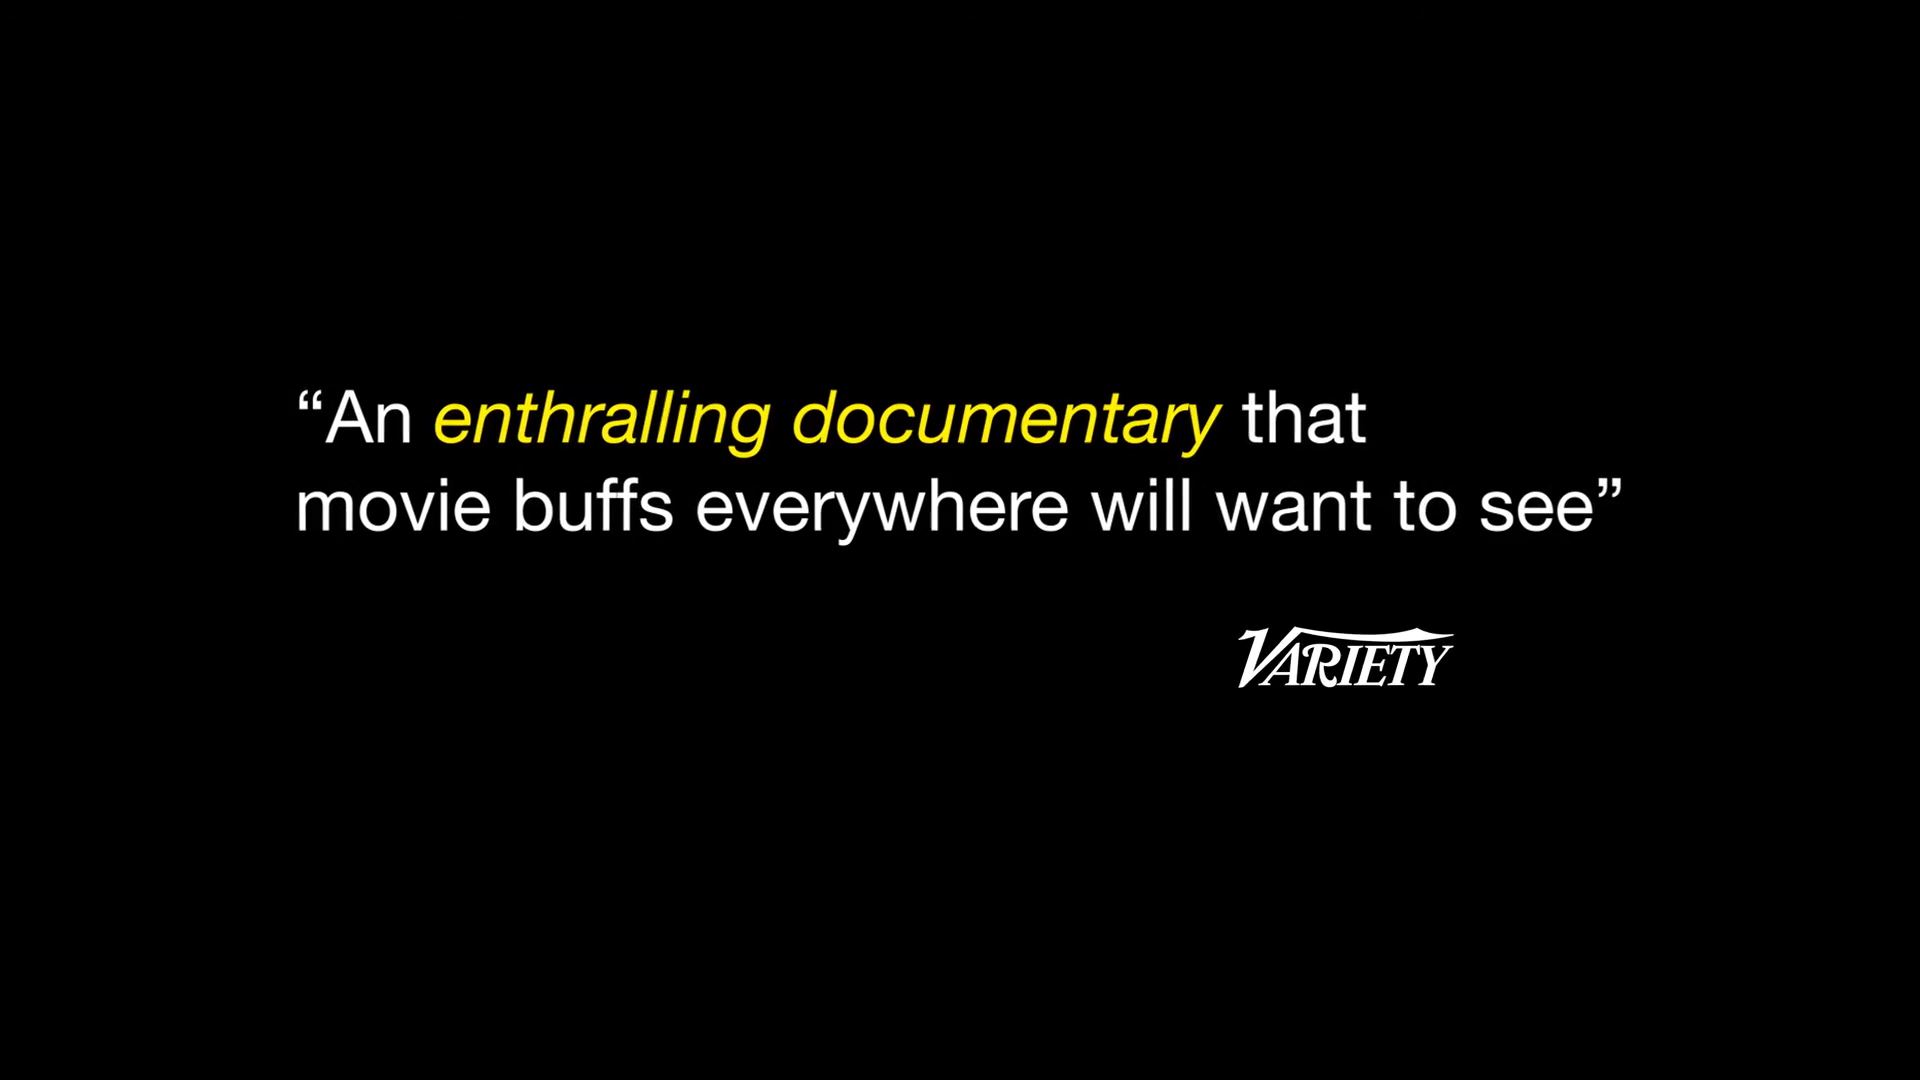 “An enthralling documentary that
movie buffs everywhere will want to see”
VARIETY